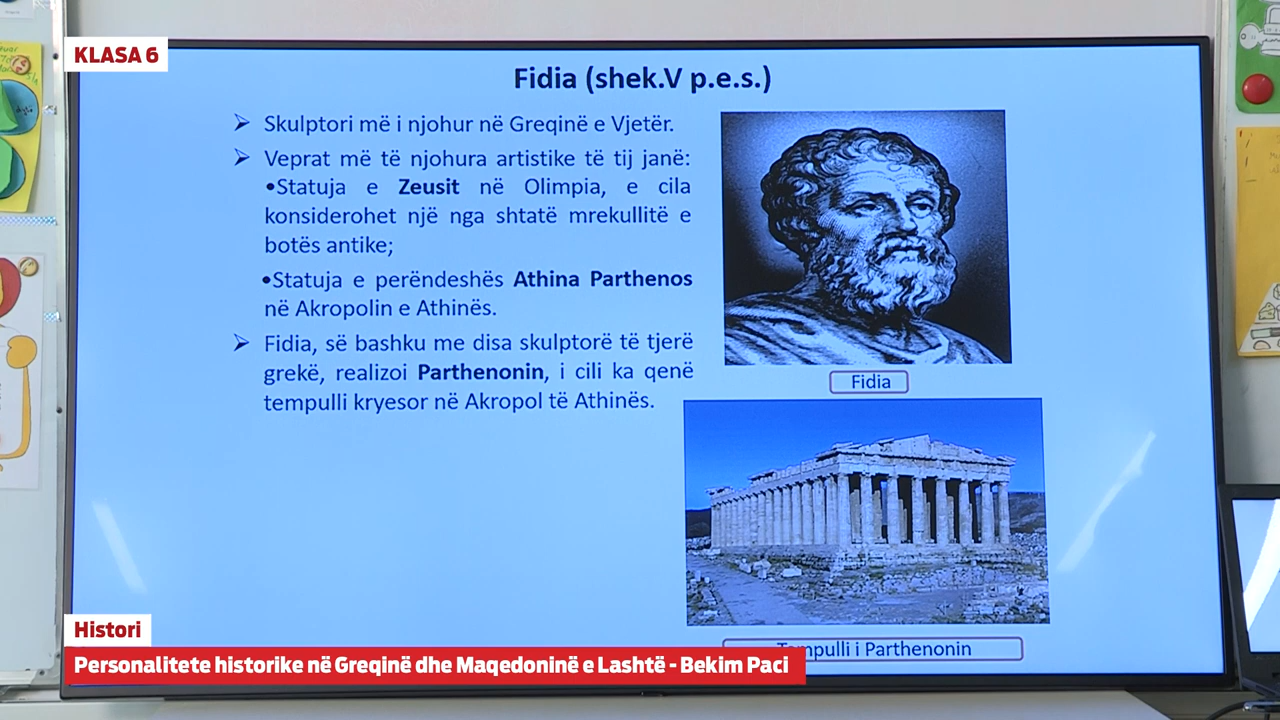 KLASA 6
Fidia (shek.V p.e.s.)
➢ Skulptori më i njohur në Greqinë e Vjetër.
➢ Veprat më të njohura artistike të tij janë:
•Statuja e Zeusit në Olimpia, e cila
konsiderohet një nga shtatë mrekullitë e
botës antike;
•Statuja e perëndeshës Athina Parthenos
në Akropolin e Athinës.
➢ Fidia, së bashku me disa skulptorë të tjerë
grekë, realizoi Parthenonin, i cili ka qenë
tempulli kryesor në Akropol të Athinës.
Fidia
Tempulli i Parthenonin
Histori
Personalitete historike në Greqinë dhe Maqedoninë e Lashtë - Bekim Paci